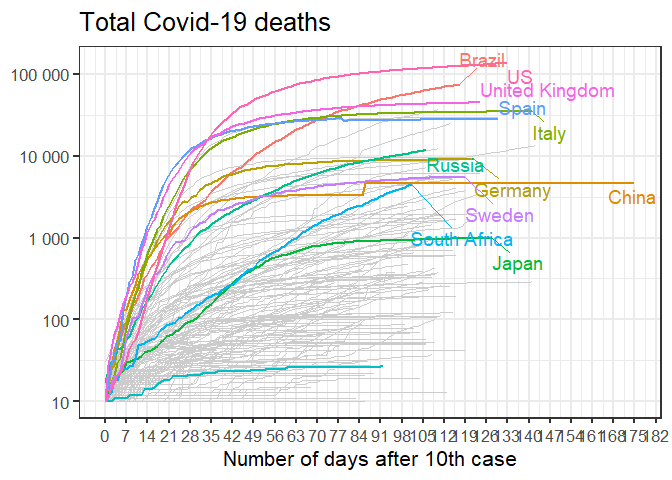 Total Covid-19 deaths
Brazil
US
100 000
United Kingdom
Spain
Italy
10 000
Russia
Germany
China
Sweden
1 000
South Africa
Japan
100
10
0 7 14 21 28 35 42 49 56 63 70 77 84 91 98 105 112 119 126 133 140 147 154 161 168 175 182
Number of days after 10th case